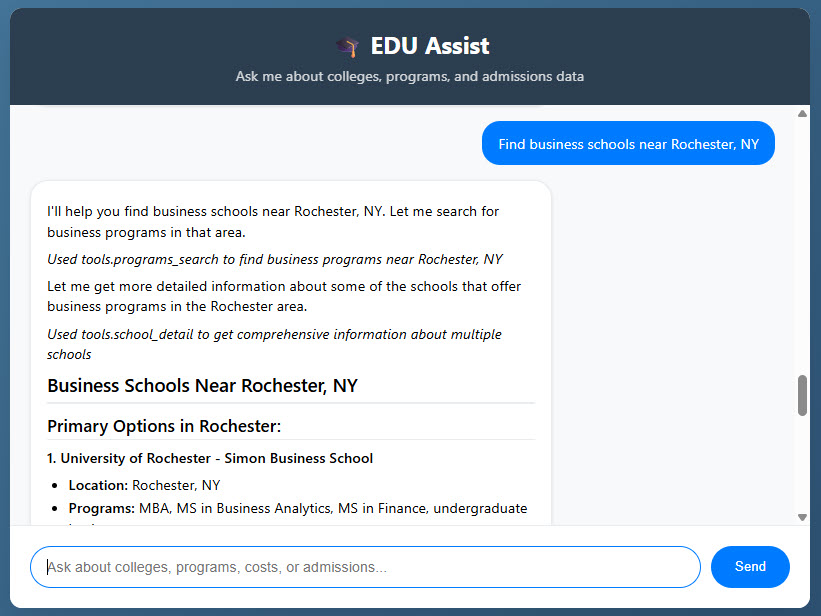 EDU Assist
Ask me about colleges, programs, and admissions data
Find business schools near Rochester, NY
I'll help you find business schools near Rochester, NY. Let me search for
business programs in that area.
Used tools.programs_search to find business programs near Rochester, NY
Let me get more detailed information about some of the schools that offer
business programs in the Rochester area.
Used tools.school_detail to get comprehensive information about multiple
schools
Business Schools Near Rochester, NY
Primary Options in Rochester:
1. University of Rochester - Simon Business School
• Location: Rochester, NY
• Programs: MBA, MS in Business Analytics, MS in Finance, undergraduate
Ask about colleges, programs, costs, or admissions...
Send